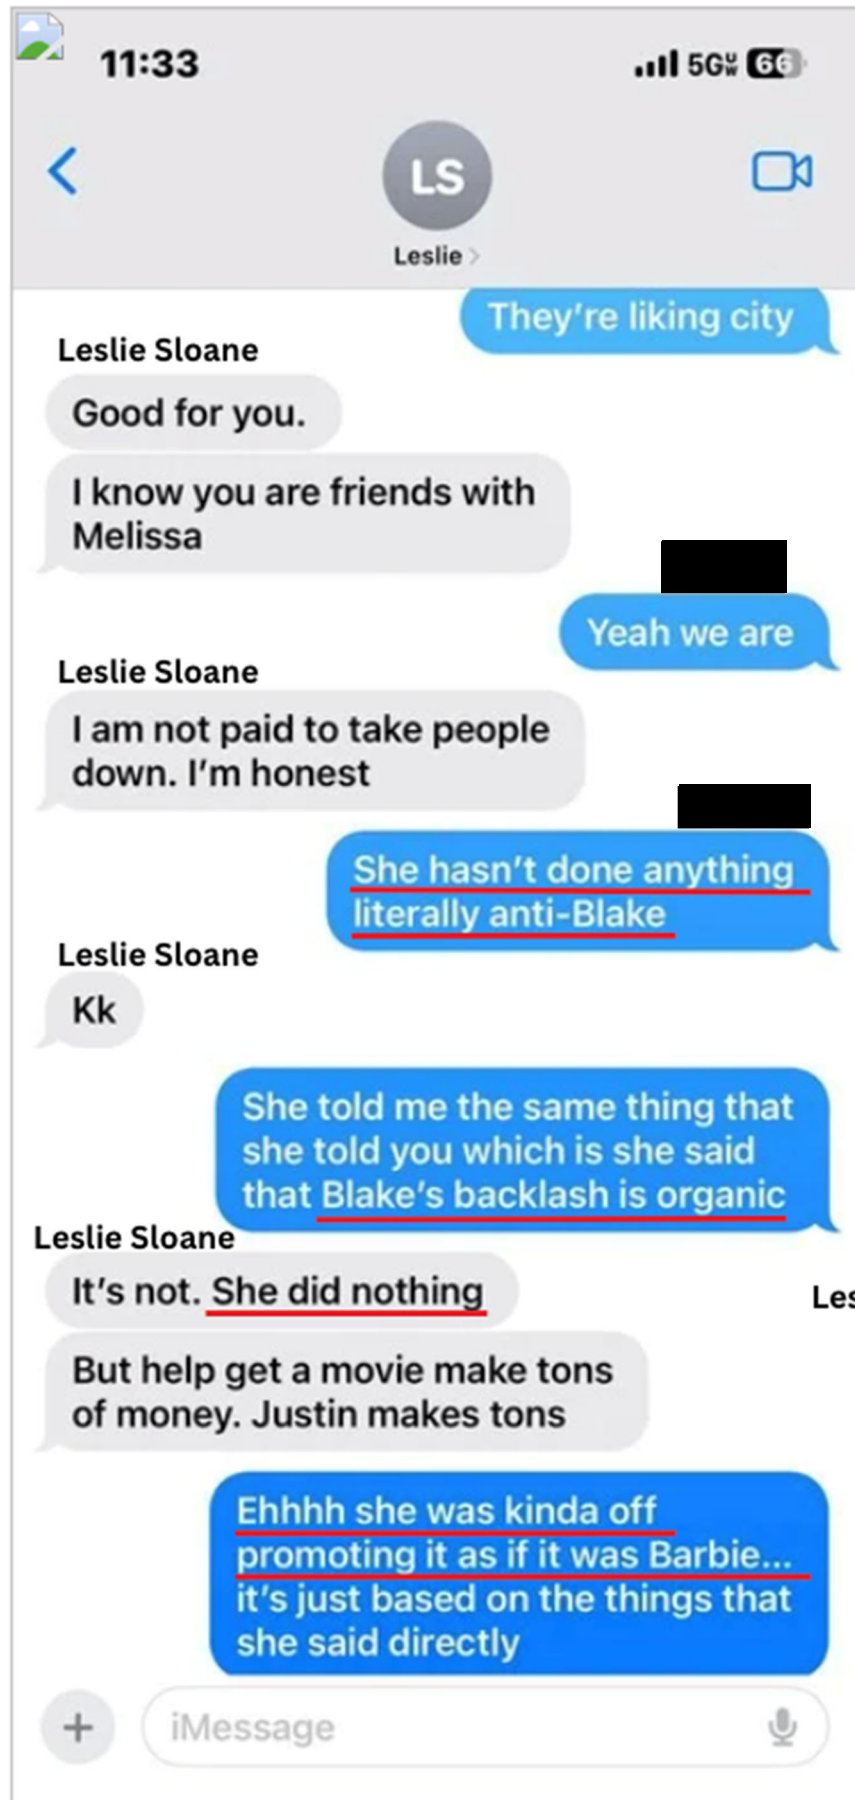 11:33
5G UW 66
LS
Leslie
They're liking city
Leslie Sloane
Good for you.
I know you are friends with
Melissa
Yeah we are
Leslie Sloane
I am not paid to take people
down. I'm honest
She hasn't done anything
literally anti-Blake
Leslie Sloane
Kk
She told me the same thing that
she told you which is she said
that Blake's backlash is organic
Leslie Sloane
It's not. She did nothing
Les
But help get a movie make tons
of money. Justin makes tons
Ehhhh she was kinda off
promoting it as if it was Barbie...
it's just based on the things that
she said directly
iMessage